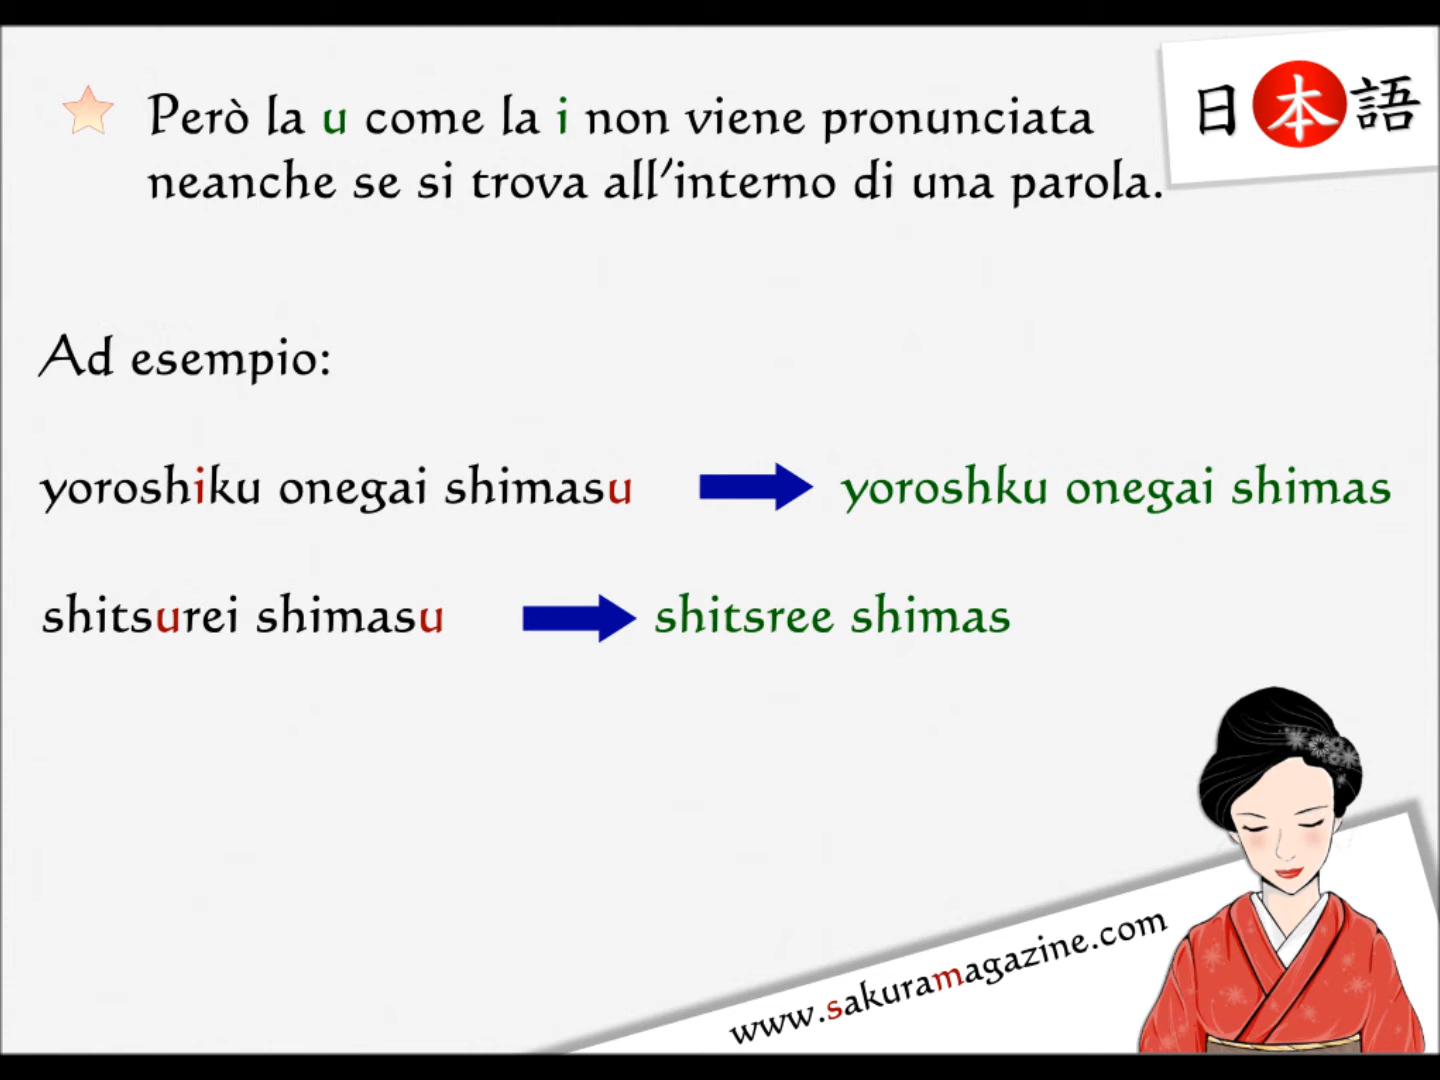 Però la u come la i non viene pronunciata
neanche se si trova all'interno di una parola.
日本語
Ad esempio:
yoroshiku onegai shimasu yoroshku onegai shimas
shitsurei shimasu shitsree shimas
www.sakuramagazine.com